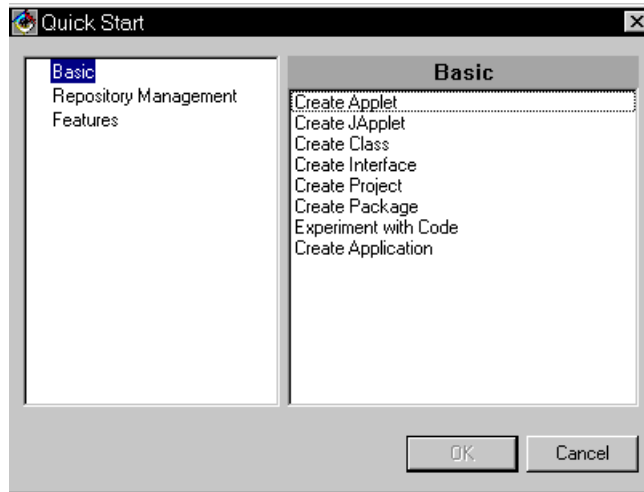 Quick Start
Basic
Repository Management
Features
Basic
Create Applet
Create JApplet
Create Class
Create Interface
Create Project
Create Package
Experiment with Code
Create Application
OK
Cancel